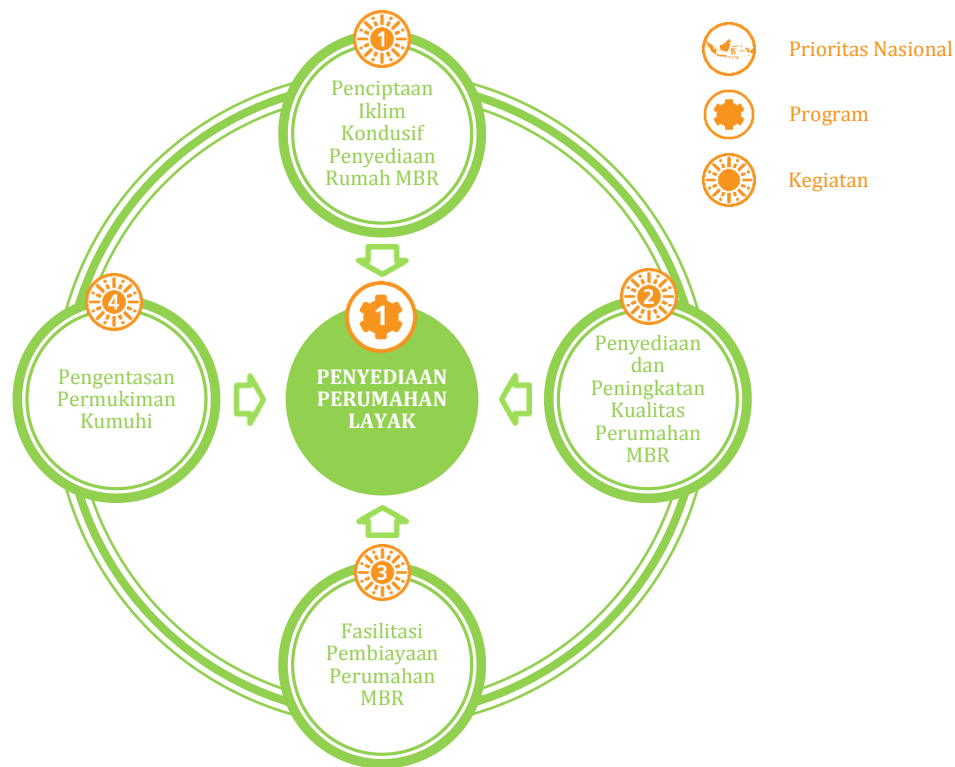 1
Penciptaan
Iklim
Kondusif
Penyediaan
Rumah MBR
Prioritas Nasional
Program
Kegiatan
4
Pengentasan
Permukiman
Kumuhi
1
PENYEDIAAN
PERUMAHAN
LAYAK
2
Penyediaan
dan
Peningkatan
Kualitas
Perumahan
MBR
3
Fasilitasi
Pembiayaan
Perumahan
MBR